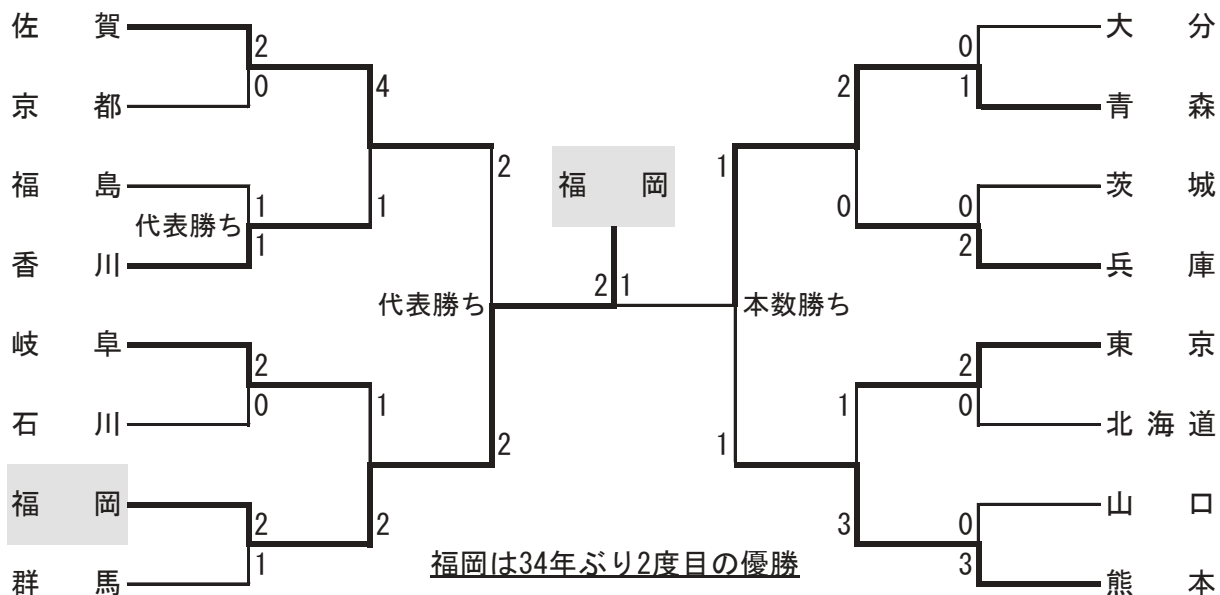 佐賀
2
0
京都
4
福島
1
代表勝ち
1
香川
1
2
岐阜
2
0
石川
1
福岡
2
1
群馬
2
2
代表勝ち
福岡
2 1
本数勝ち
1
1
大分
0
1
青森
2
茨城
0
2
兵庫
0
東京
2
0
北海道
1
山口
0
3
熊本
3
福岡は34年ぶり2度目の優勝